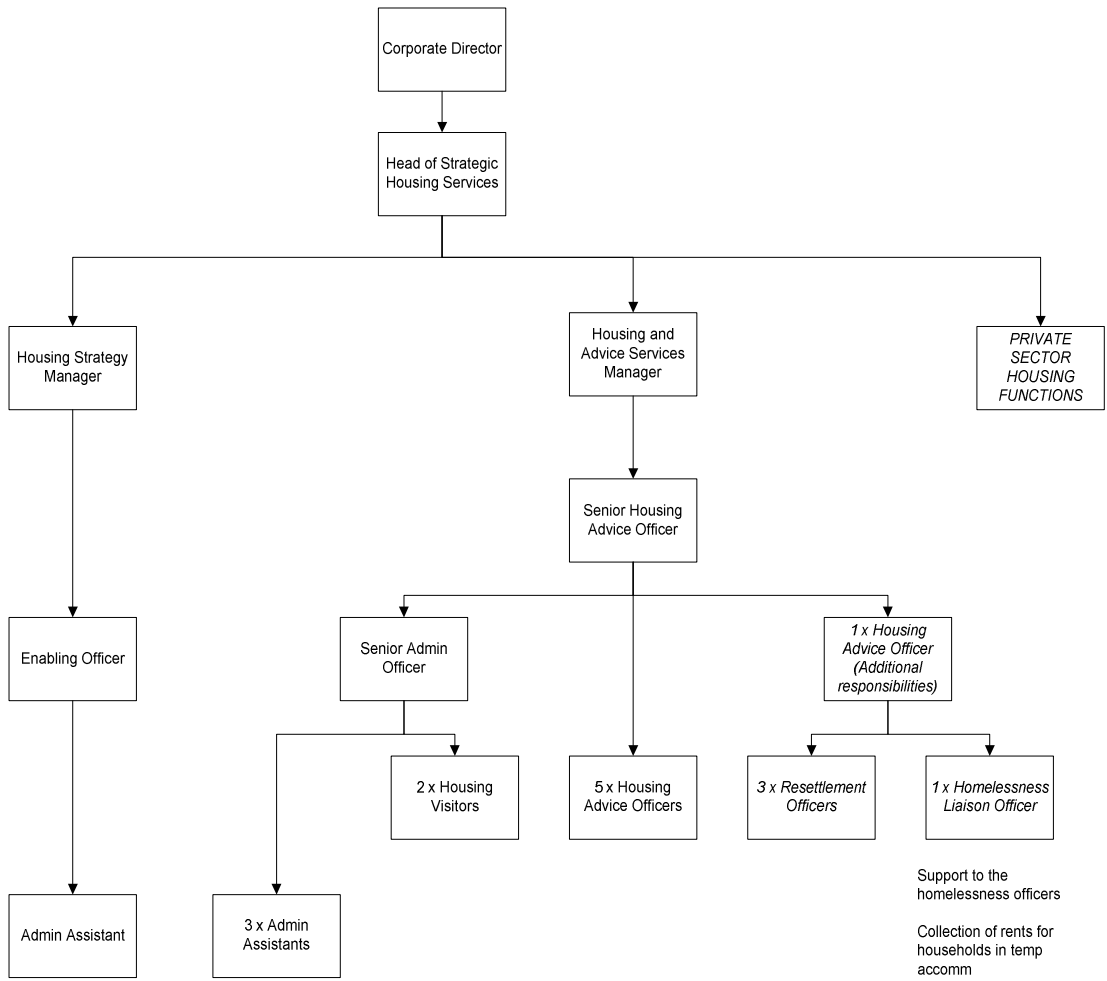 Corporate Director
Head of Strategic
Housing Services
Housing Strategy
Manager
Housing and
Advice Services
Manager
PRIVATE
SECTOR
HOUSING
FUNCTIONS
Senior Housing
Advice Officer
Enabling Officer
Senior Admin
Officer
1 x Housing
Advice Officer
(Additional
responsibilities)
2 x Housing
Visitors
5 x Housing
Advice Officers
3 x Resettlement
Officers
1 x Homelessness
Liaison Officer
Admin Assistant
3 x Admin
Assistants
Support to the
homelessness officers
Collection of rents for
households in temp
accomm